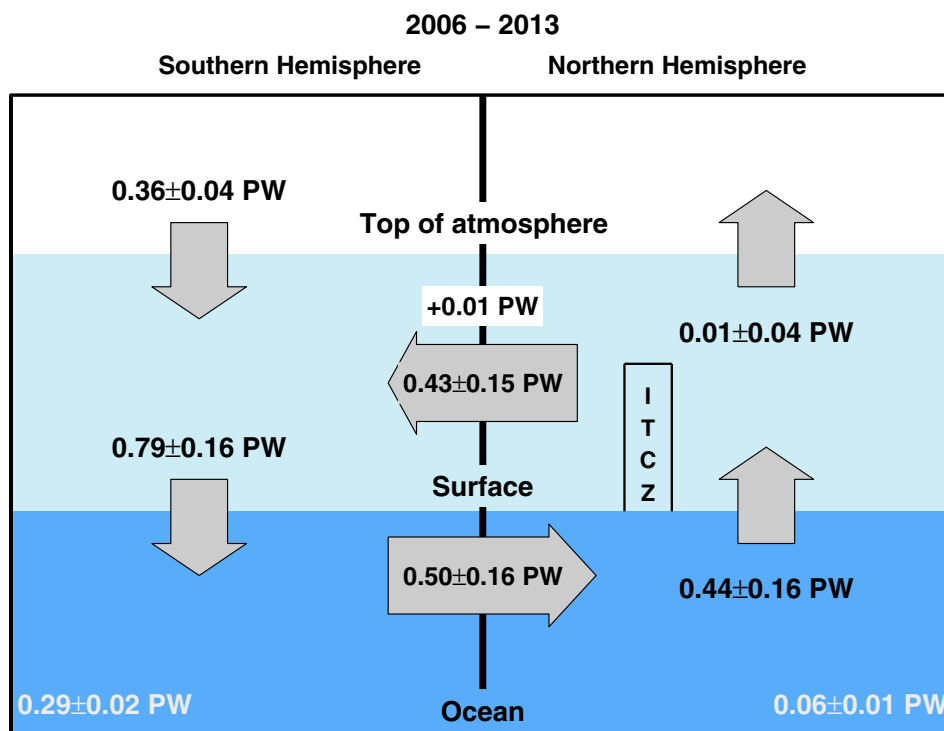 2006 – 2013
Southern Hemisphere
Northern Hemisphere
0.36±0.04 PW
Top of atmosphere
+0.01 PW
0.01±0.04 PW
0.43±0.15 PW
I
T
C
Z
0.79±0.16 PW
Surface
0.50±0.16 PW
0.44±0.16 PW
0.29±0.02 PW
Ocean
0.06±0.01 PW